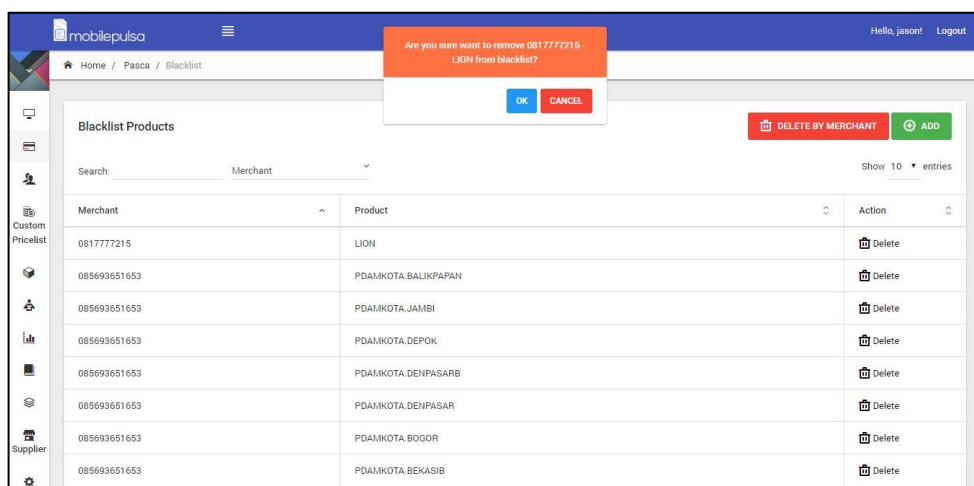 mobilepulsa
Hello, jason! Logout
Are you sure want to remove 0817777215 -
LION from blacklist?
OK CANCEL
Home / Pasca / Blacklist
Blacklist Products
DELETE BY MERCHANT
ADD
Search: Merchant
Show 10 entries
Merchant Product Action
0817777215 LION Delete
085693651653 PDAMKOTA.BALIKPAPAN Delete
085693651653 PDAMKOTA.JAMBI Delete
085693651653 PDAMKOTA.DEPOK Delete
085693651653 PDAMKOTA.DENPASARB Delete
085693651653 PDAMKOTA.DENPASAR Delete
085693651653 PDAMKOTA.BOGOR Delete
085693651653 PDAMKOTA.BEKASIB Delete
Custom
Pricelist
Supplier